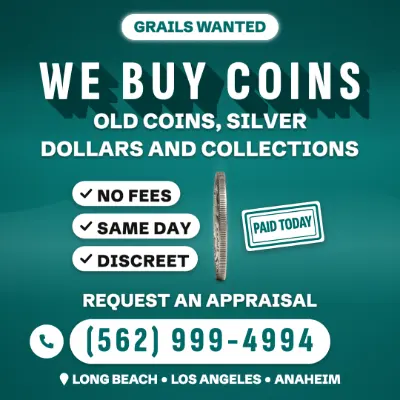 GRAILS WANTED
WE BUY COINS
OLD COINS, SILVER
DOLLARS AND COLLECTIONS
NO FEES
SAME DAY
DISCREET
PAID TODAY
REQUEST AN APPRAISAL
(562) 999-4994
LONG BEACH • LOS ANGELES • ANAHEIM